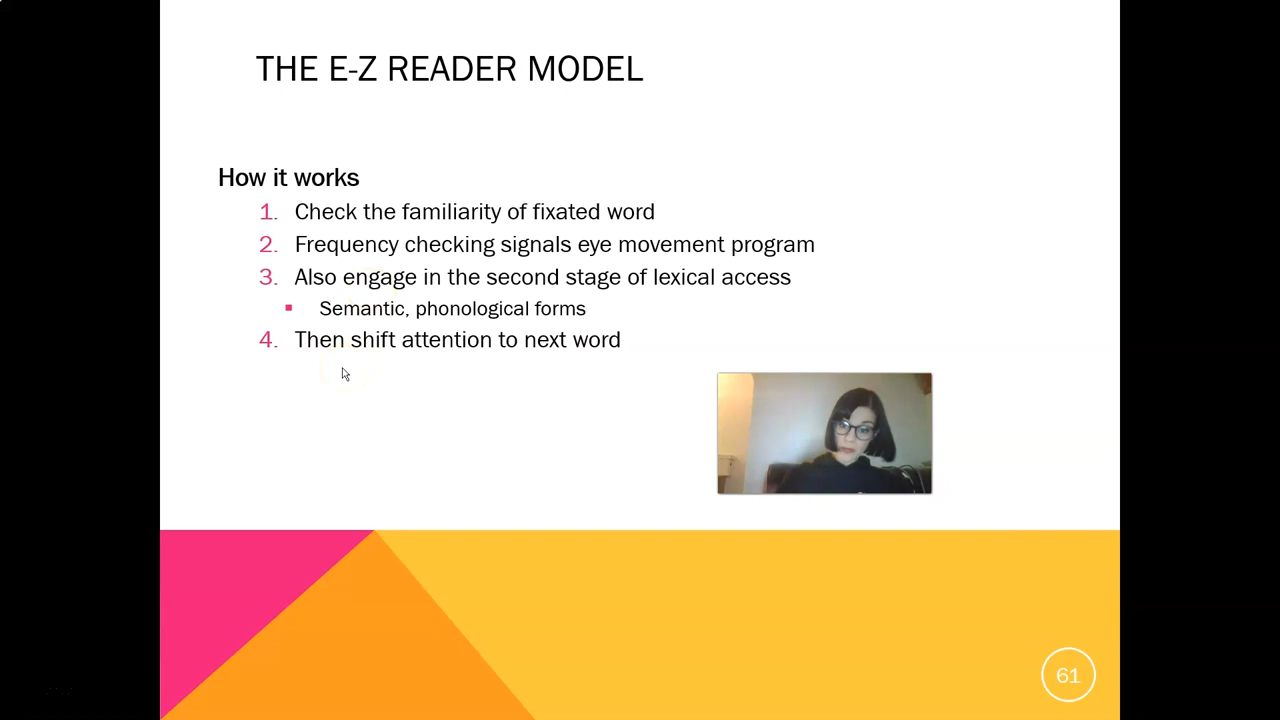 THE E-Z READER MODEL
How it works
1. Check the familiarity of fixated word
2. Frequency checking signals eye movement program
3. Also engage in the second stage of lexical access
▪ Semantic, phonological forms
4. Then shift attention to next word
61